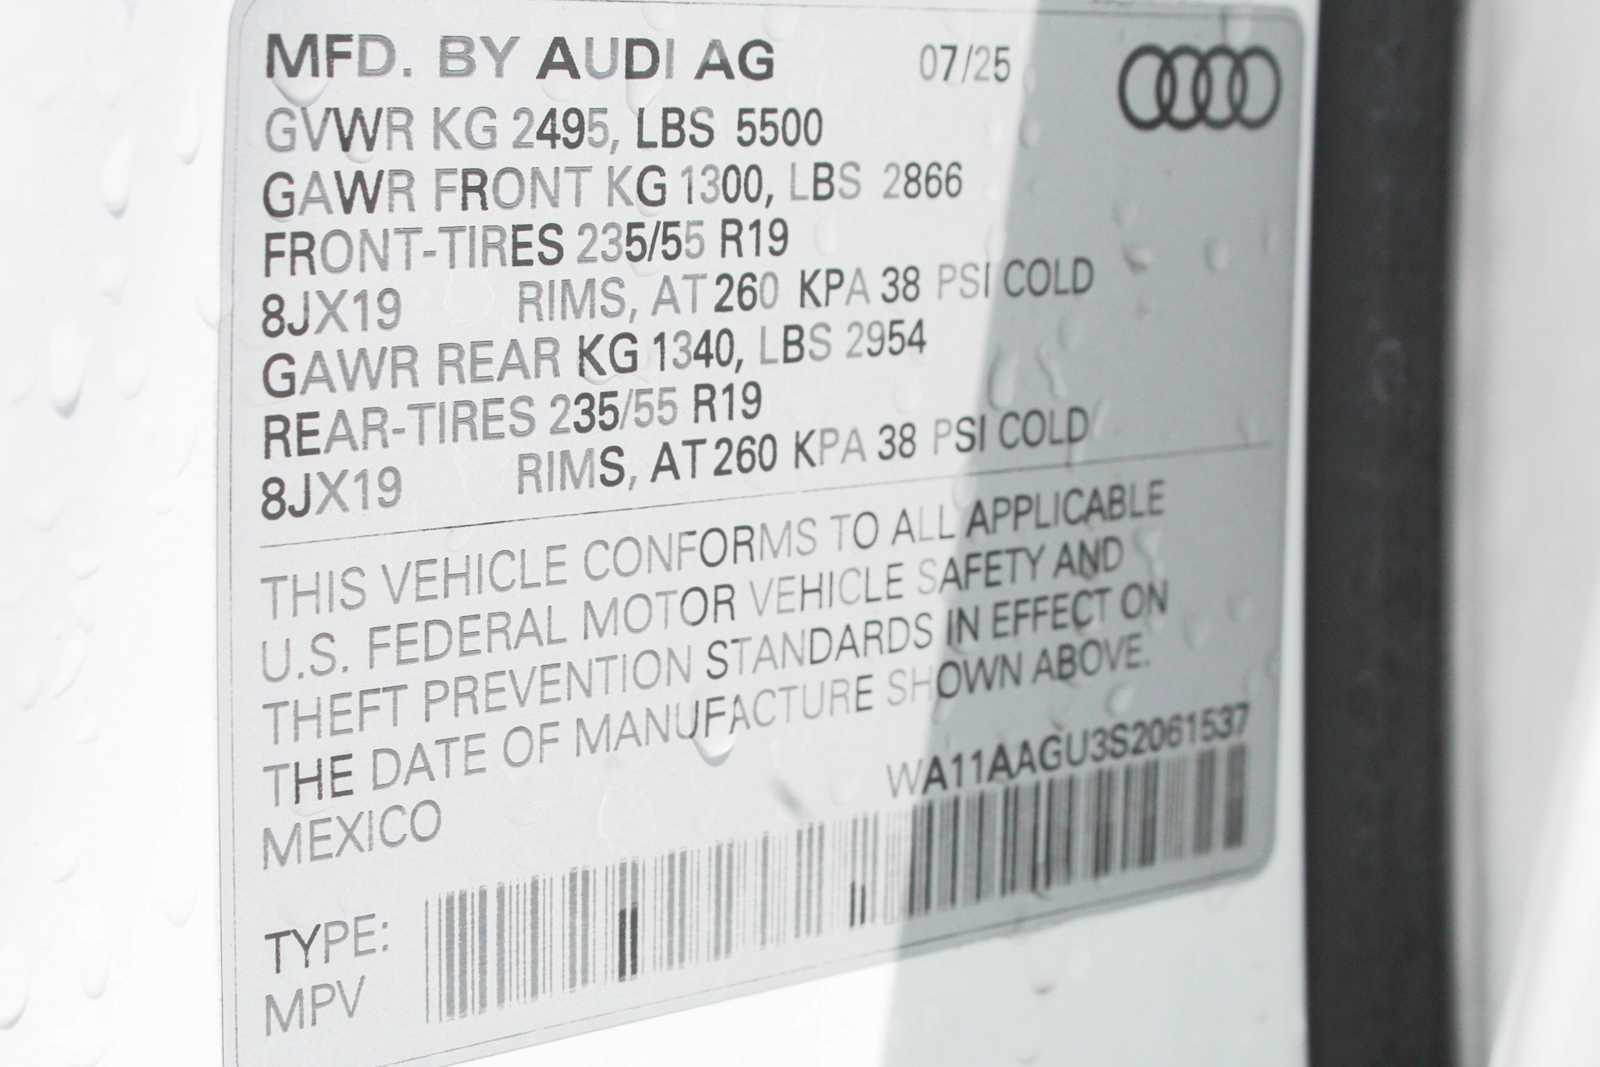 MFD. BY AUDI AG 07/25
GVWR KG 2495, LBS 5500
GAWR FRONT KG 1300, LBS 2866
FRONT-TIRES 235/55 R19
8JX19 RIMS, AT 260 KPA 38 PSI COLD
GAWR REAR KG 1340, LBS 2954
REAR-TIRES 235/55 R19
8JX19 RIMS, AT 260 KPA 38 PSI COLD
THIS VEHICLE CONFORMS TO ALL APPLICABLE
U.S. FEDERAL MOTOR VEHICLE SAFETY AND
THEFT PREVENTION STANDARDS IN EFFECT ON
THE DATE OF MANUFACTURE SHOWN ABOVE.
MEXICO
WA11AAGU3S2061537
TYPE:
MPV